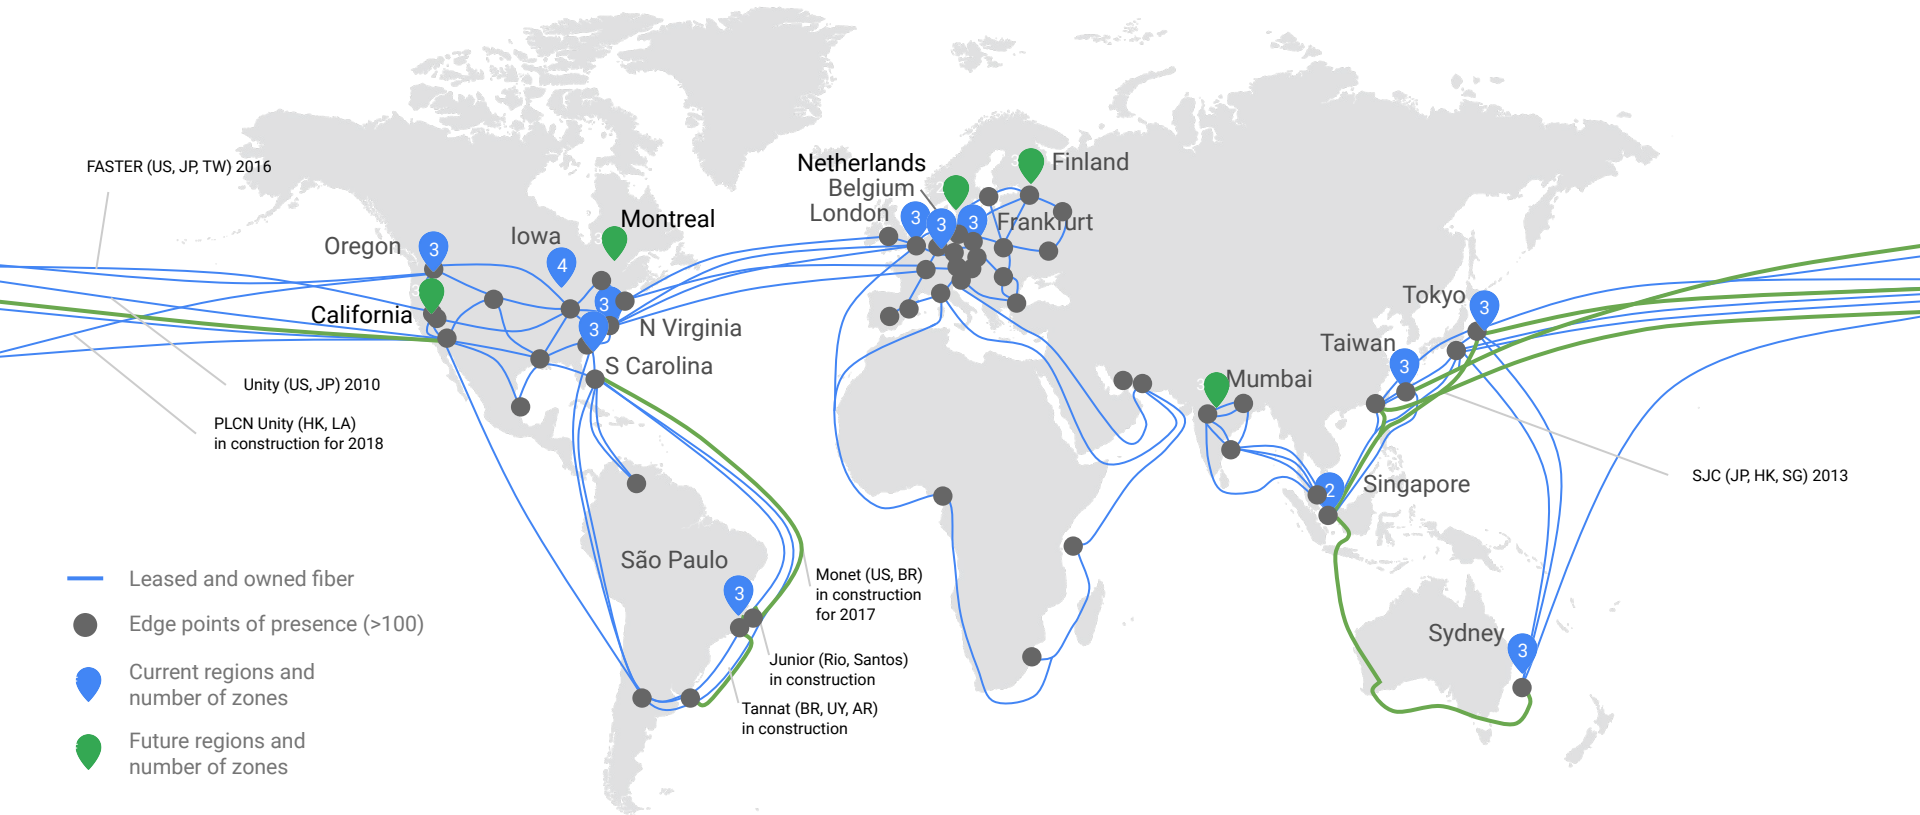 FASTER (US, JP, TW) 2016
Netherlands
Finland
Belgium
London
3
3
3
Frankfurt
Montreal
Iowa
Oregon
3
4
California
3
N Virginia
3
S Carolina
Tokyo
3
Taiwan
3
Mumbai
Unity (US, JP) 2010
PLCN Unity (HK, LA)
in construction for 2018
2
Singapore
SJC (JP, HK, SG) 2013
São Paulo
3
Monet (US, BR)
in construction
for 2017
Sydney
3
Junior (Rio, Santos)
in construction
Tannat (BR, UY, AR)
in construction
Leased and owned fiber
Edge points of presence (>100)
Current regions and
number of zones
Future regions and
number of zones